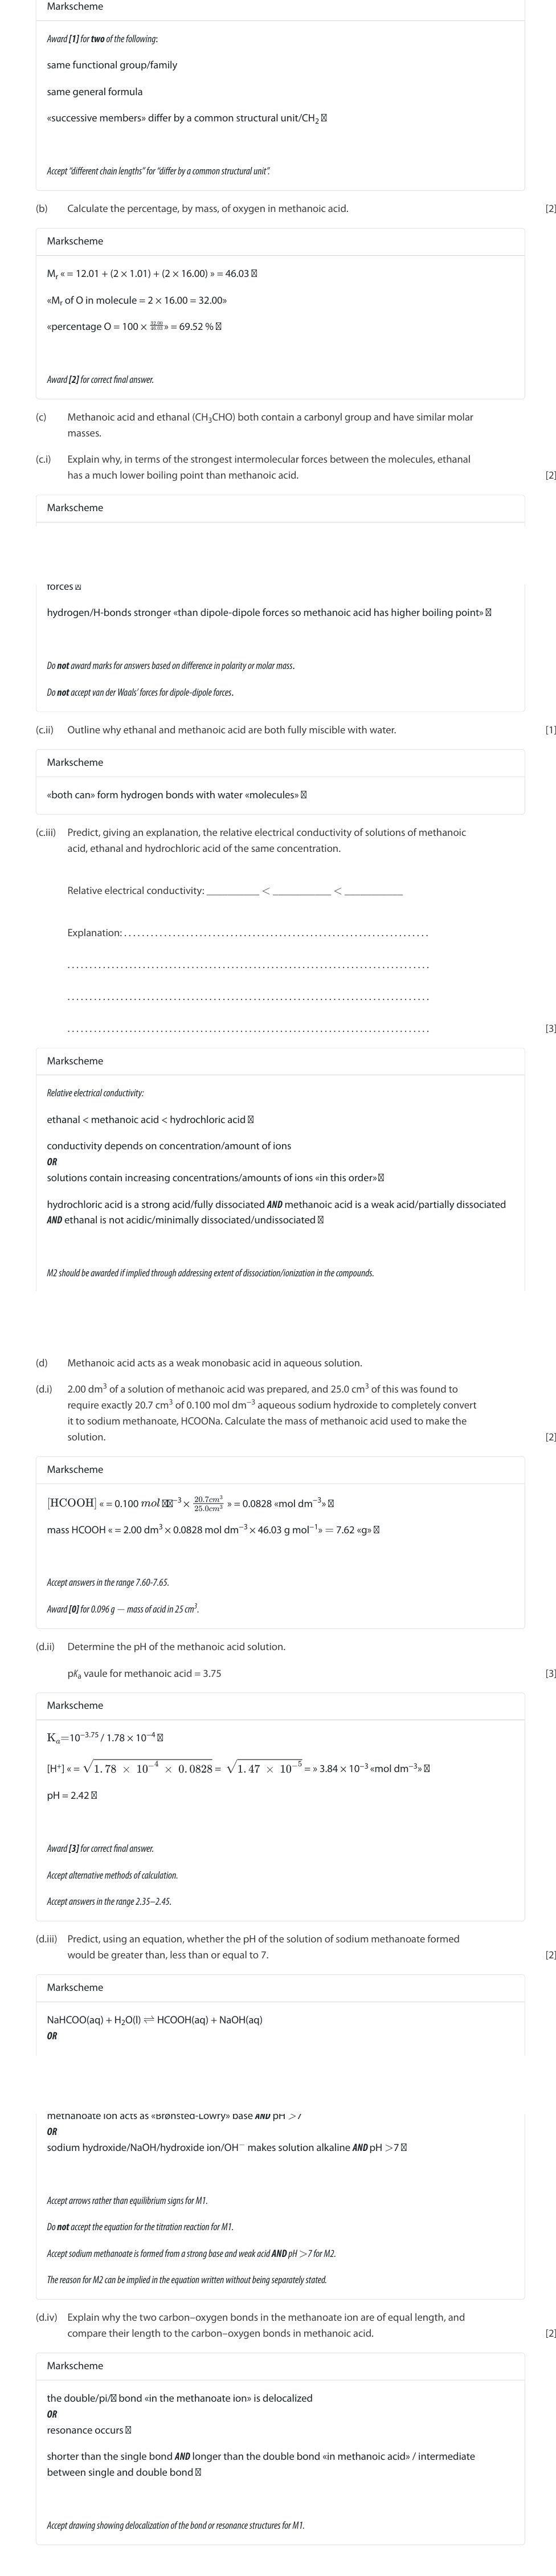 Markscheme
Award [1] for two of the following:
same functional group/family
same general formula
«successive members» differ by a common structural unit/CH₂ 
Accept “different chain lengths” for “differ by a common structural unit”.
(b) Calculate the percentage, by mass, of oxygen in methanoic acid. [2]
Markscheme
Mᵣ « = 12.01 + (2 × 1.01) + (2 × 16.00) » = 46.03 
«Mᵣ of O in molecule = 2 × 16.00 = 32.00»
«percentage O = 100 × 32.00/46.03» = 69.52 % 
Award [2] for correct final answer.
(c) Methanoic acid and ethanal (CH₃CHO) both contain a carbonyl group and have similar molar
masses.
(c.i) Explain why, in terms of the strongest intermolecular forces between the molecules, ethanal
has a much lower boiling point than methanoic acid. [2]
Markscheme
forces 
hydrogen/H-bonds stronger «than dipole-dipole forces so methanoic acid has higher boiling point» 
Do not award marks for answers based on difference in polarity or molar mass.
Do not accept van der Waals’ forces for dipole-dipole forces.
(c.ii) Outline why ethanal and methanoic acid are both fully miscible with water. [1]
Markscheme
«both can» form hydrogen bonds with water «molecules» 
(c.iii) Predict, giving an explanation, the relative electrical conductivity of solutions of methanoic
acid, ethanal and hydrochloric acid of the same concentration.
Relative electrical conductivity: __________ < ___________ < ___________
Explanation: ....................................................................
....................................................................................
....................................................................................
.................................................................................... [3]
Markscheme
Relative electrical conductivity:
ethanal < methanoic acid < hydrochloric acid 
conductivity depends on concentration/amount of ions
OR
solutions contain increasing concentrations/amounts of ions «in this order»
hydrochloric acid is a strong acid/fully dissociated AND methanoic acid is a weak acid/partially dissociated
AND ethanal is not acidic/minimally dissociated/undissociated 
M2 should be awarded if implied through addressing extent of dissociation/ionization in the compounds.
(d) Methanoic acid acts as a weak monobasic acid in aqueous solution.
(d.i) 2.00 dm³ of a solution of methanoic acid was prepared, and 25.0 cm³ of this was found to
require exactly 20.7 cm³ of 0.100 mol dm⁻³ aqueous sodium hydroxide to completely convert
it to sodium methanoate, HCOONa. Calculate the mass of methanoic acid used to make the
solution. [2]
Markscheme
[HCOOH] « = 0.100 mol ⁻³ × 20.7cm³/25.0cm³ » = 0.0828 «mol dm⁻³» 
mass HCOOH « = 2.00 dm³ × 0.0828 mol dm⁻³ × 46.03 g mol⁻¹» = 7.62 «g» 
Accept answers in the range 7.60-7.65.
Award [0] for 0.096 g — mass of acid in 25 cm³.
(d.ii) Determine the pH of the methanoic acid solution.
pKₐ vaule for methanoic acid = 3.75 [3]
Markscheme
Kₐ=10⁻³·⁷⁵ / 1.78 × 10⁻⁴ 
[H⁺] « = √(1.78 × 10⁻⁴ × 0.0828) = √(1.47 × 10⁻⁵) = » 3.84 × 10⁻³ «mol dm⁻³» 
pH = 2.42 
Award [3] for correct final answer.
Accept alternative methods of calculation.
Accept answers in the range 2.35–2.45.
(d.iii) Predict, using an equation, whether the pH of the solution of sodium methanoate formed
would be greater than, less than or equal to 7. [2]
Markscheme
NaHCOO(aq) + H₂O(l) ⇌ HCOOH(aq) + NaOH(aq)
OR
methanoate ion acts as «Brønsted-Lowry» base AND pH >7
OR
sodium hydroxide/NaOH/hydroxide ion/OH⁻ makes solution alkaline AND pH >7 
Accept arrows rather than equilibrium signs for M1.
Do not accept the equation for the titration reaction for M1.
Accept sodium methanoate is formed from a strong base and weak acid AND pH >7 for M2.
The reason for M2 can be implied in the equation written without being separately stated.
(d.iv) Explain why the two carbon–oxygen bonds in the methanoate ion are of equal length, and
compare their length to the carbon–oxygen bonds in methanoic acid. [2]
Markscheme
the double/pi/ bond «in the methanoate ion» is delocalized
OR
resonance occurs 
shorter than the single bond AND longer than the double bond «in methanoic acid» / intermediate
between single and double bond 
Accept drawing showing delocalization of the bond or resonance structures for M1.